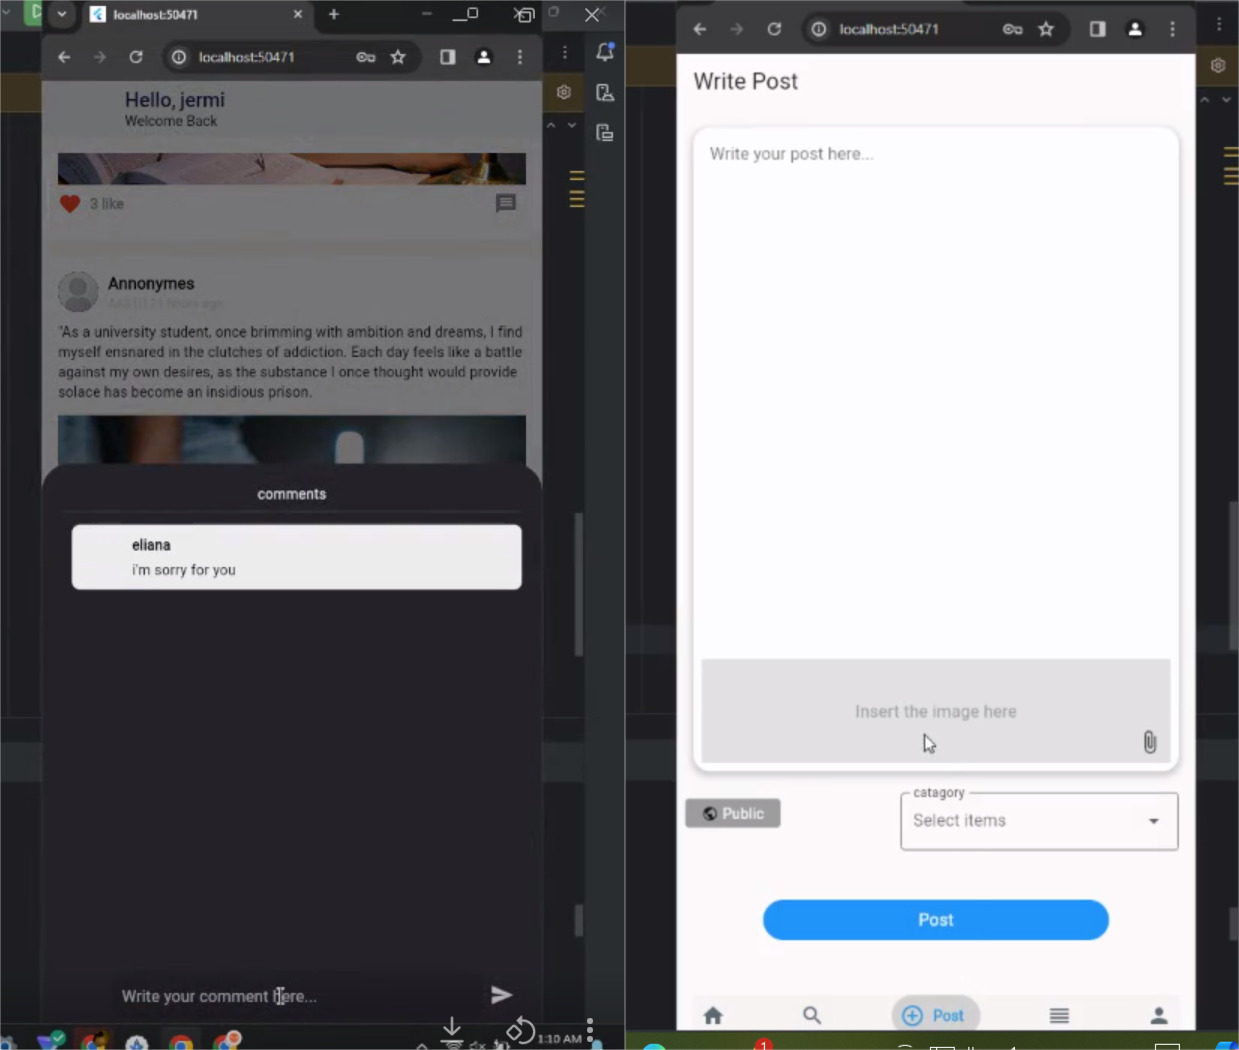 localhost:50471
localhost:50471
Hello, jermi
Welcome Back
3 like
Annonymes
"As a university student, once brimming with ambition and dreams, I find
myself ensnared in the clutches of addiction. Each day feels like a battle
against my own desires, as the substance I once thought would provide
solace has become an insidious prison.
comments
eliana
i'm sorry for you
Write your comment here...
1:10 AM
localhost:50471
Write Post
Write your post here...
Insert the image here
Public
catagory
Select items
Post
Post
1